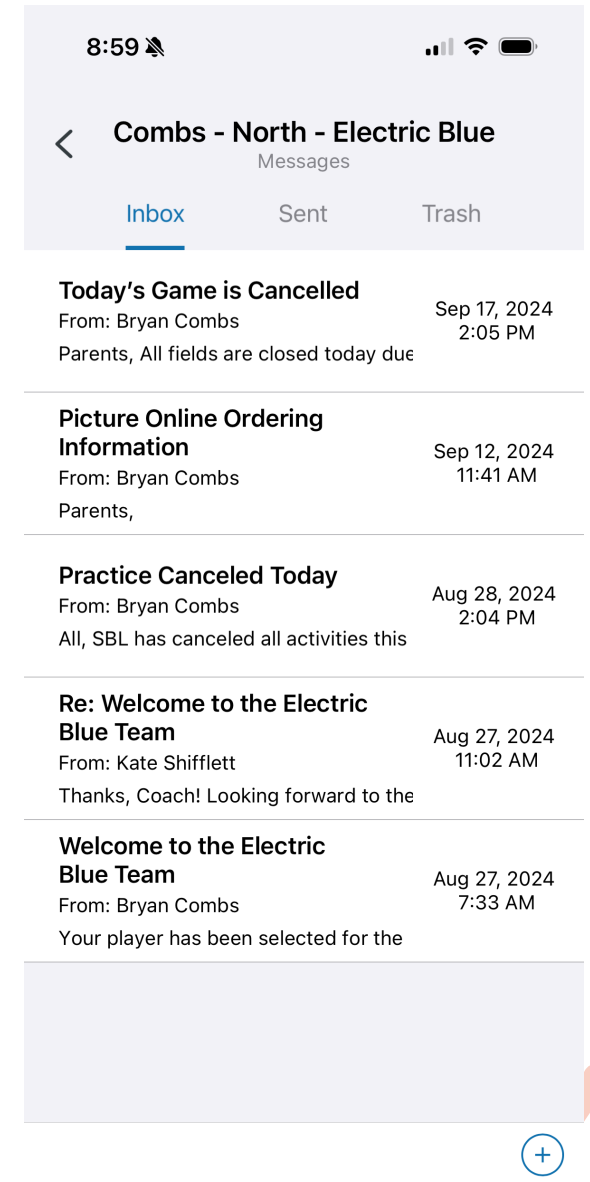 8:59
Combs - North - Electric Blue
Messages
Inbox Sent Trash
Today's Game is Cancelled
From: Bryan Combs
Parents, All fields are closed today due
Sep 17, 2024
2:05 PM
Picture Online Ordering
Information
From: Bryan Combs
Parents,
Sep 12, 2024
11:41 AM
Practice Canceled Today
From: Bryan Combs
All, SBL has canceled all activities this
Aug 28, 2024
2:04 PM
Re: Welcome to the Electric
Blue Team
From: Kate Shifflett
Thanks, Coach! Looking forward to the
Aug 27, 2024
11:02 AM
Welcome to the Electric
Blue Team
From: Bryan Combs
Your player has been selected for the
Aug 27, 2024
7:33 AM